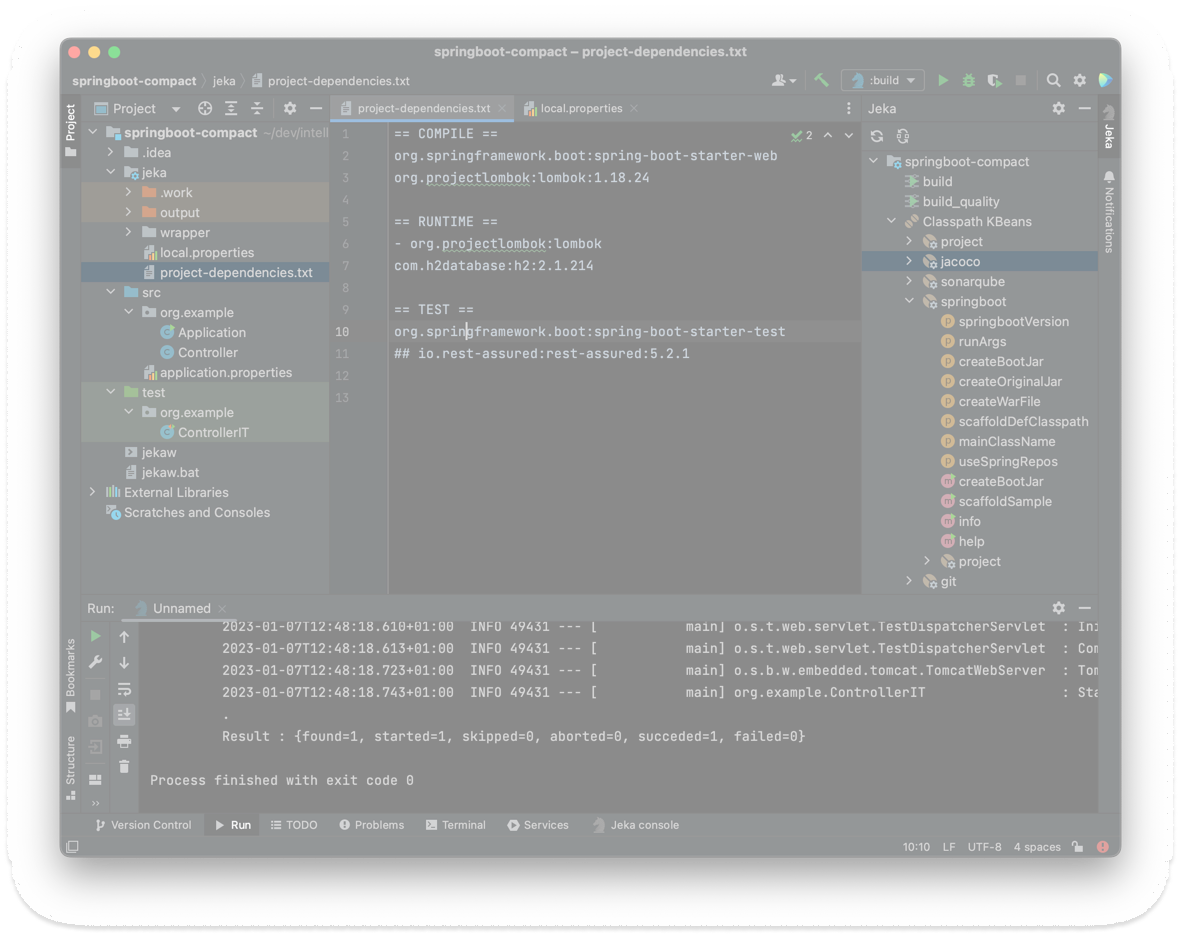 springboot-compact – project-dependencies.txt
springboot-compact jeka project-dependencies.txt
:build
Project
Project
springboot-compact ~/dev/intell
.idea
jeka
.work
output
wrapper
local.properties
project-dependencies.txt
src
org.example
Application
Controller
application.properties
test
org.example
ControllerIT
jekaw
jekaw.bat
External Libraries
Scratches and Consoles
project-dependencies.txt
local.properties
2
1 == COMPILE ==
2 org.springframework.boot:spring-boot-starter-web
3 org.projectlombok:lombok:1.18.24
4
5 == RUNTIME ==
6 - org.projectlombok:lombok
7 com.h2database:h2:2.1.214
8
9 == TEST ==
10 org.springframework.boot:spring-boot-starter-test
11 ## io.rest-assured:rest-assured:5.2.1
12
13
Jeka
springboot-compact
build
build_quality
Classpath KBeans
project
jacoco
sonarqube
springboot
springbootVersion
runArgs
createBootJar
createOriginalJar
createWarFile
scaffoldDefClasspath
mainClassName
useSpringRepos
createBootJar
scaffoldSample
info
help
project
git
Jeka
Notifications
Run: Unnamed
2023-01-07T12:48:18.610+01:00 INFO 49431 --- [ main] o.s.t.web.servlet.TestDispatcherServlet : Ini
2023-01-07T12:48:18.613+01:00 INFO 49431 --- [ main] o.s.t.web.servlet.TestDispatcherServlet : Com
2023-01-07T12:48:18.723+01:00 INFO 49431 --- [ main] o.s.b.w.embedded.tomcat.TomcatWebServer : Tom
2023-01-07T12:48:18.743+01:00 INFO 49431 --- [ main] org.example.ControllerIT : Sta
.
Result : {found=1, started=1, skipped=0, aborted=0, succeded=1, failed=0}
Process finished with exit code 0
Bookmarks
Structure
Version Control Run TODO Problems Terminal Services Jeka console
10:10 LF UTF-8 4 spaces